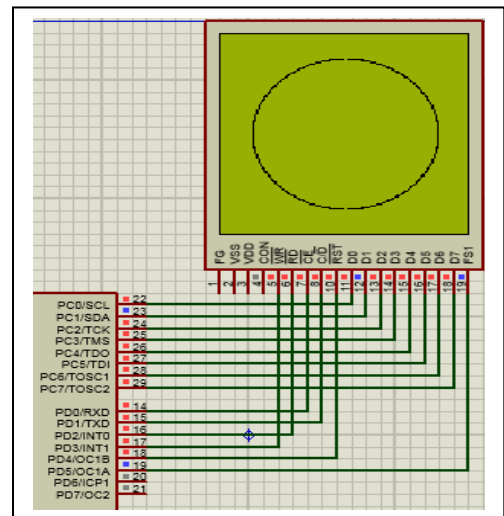 FG
VSS
VDD
CON
WR
RD
CE
C/D
RST
D0
D1
D2
D3
D4
D5
D6
D7
FS1
1
2
3
4
5
6
7
8
10
11
12
13
14
15
16
17
18
19
PC0/SCL 22
PC1/SDA 23
PC2/TCK 24
PC3/TMS 25
PC4/TDO 26
PC5/TDI 27
PC6/TOSC1 28
PC7/TOSC2 29
PD0/RXD 14
PD1/TXD 15
PD2/INT0 16
PD3/INT1 17
PD4/OC1B 18
PD5/OC1A 19
PD6/ICP1 20
PD7/OC2 21